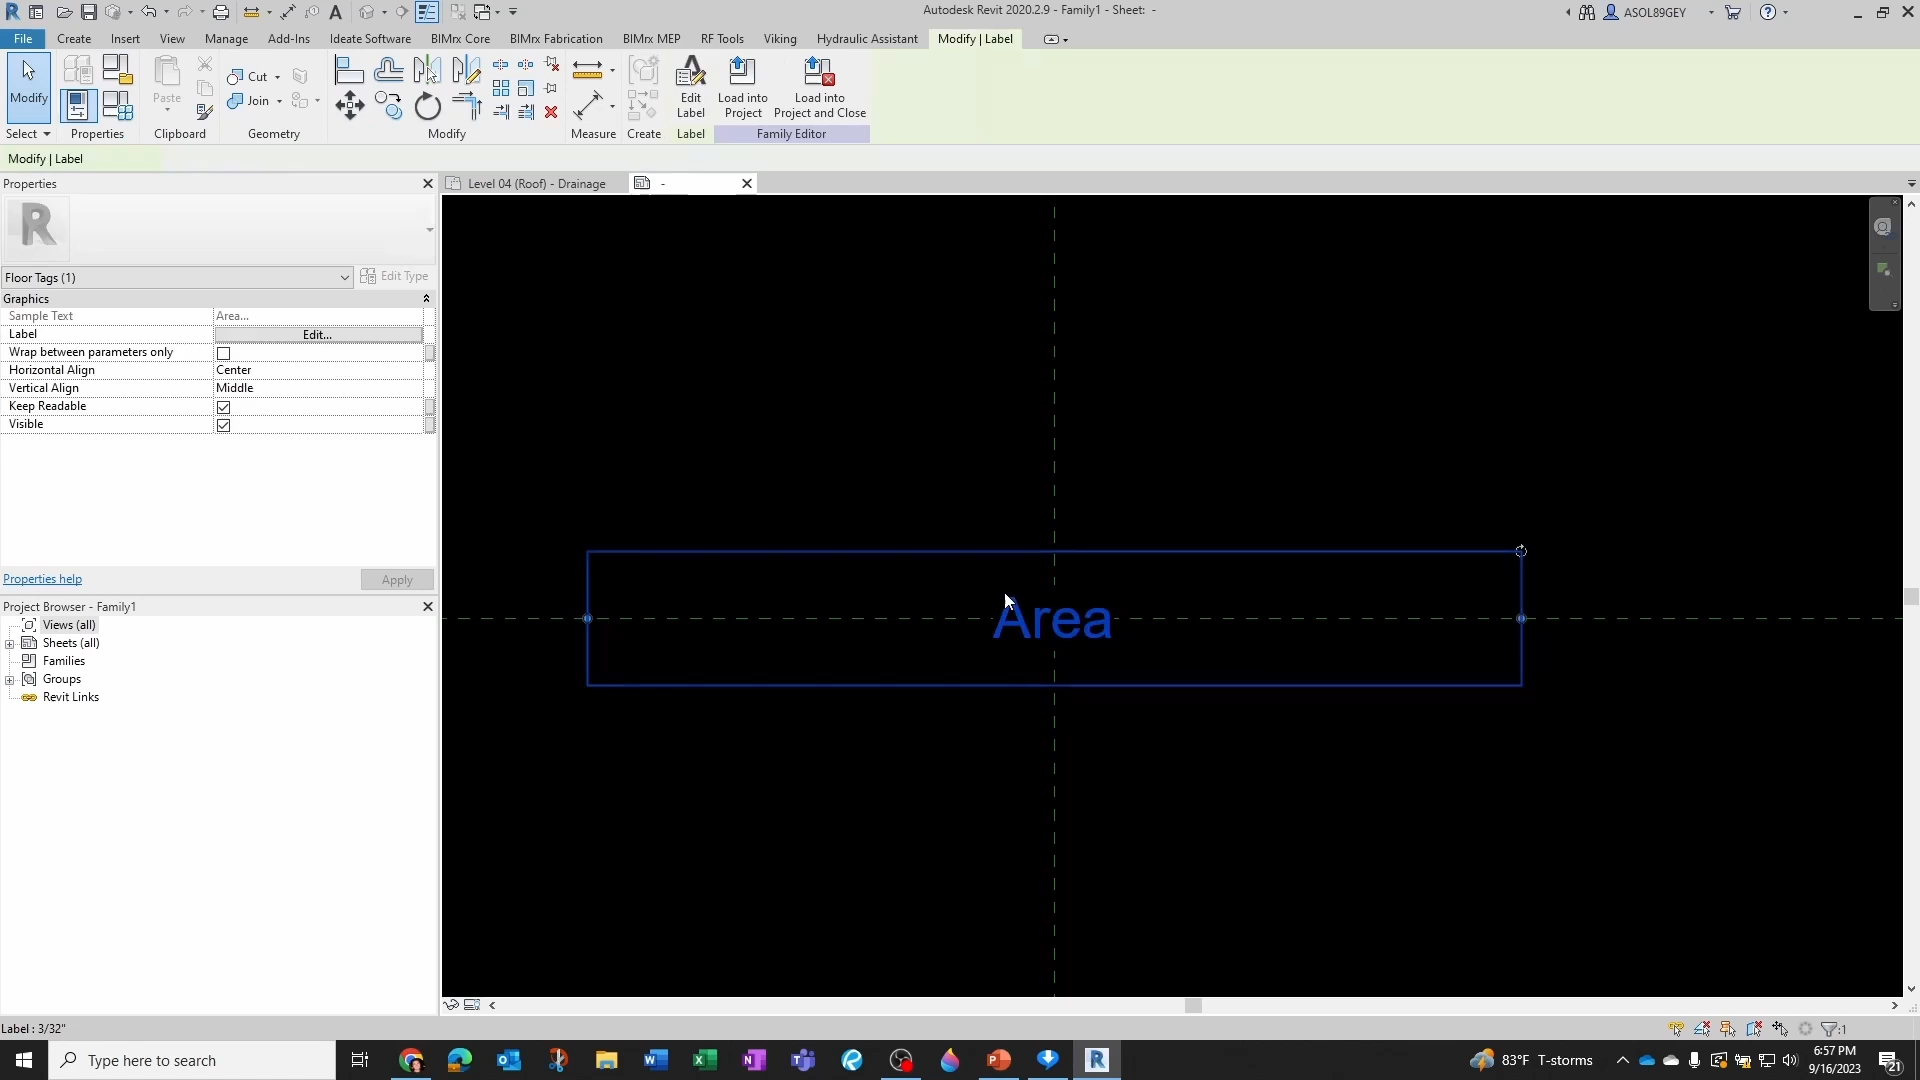 Autodesk Revit 2020.2.9 - Family1 - Sheet: -
ASOL89GEY
File Create Insert View Manage Add-Ins Ideate Software BIMrx Core BIMrx Fabrication BIMrx MEP RF Tools Viking Hydraulic Assistant Modify | Label
Modify
Paste
Cut
Join
Edit Label
Load into Project
Load into Project and Close
Select Properties Clipboard Geometry Modify Measure Create Label Family Editor
Modify | Label
Properties
Level 04 (Roof) - Drainage
-
Floor Tags (1)
Edit Type
Graphics
Sample Text Area...
Label Edit...
Wrap between parameters only
Horizontal Align Center
Vertical Align Middle
Keep Readable
Visible
Properties help
Apply
Project Browser - Family1
Views (all)
Sheets (all)
Families
Groups
Revit Links
Area
Label : 3/32"
:1
Type here to search
83°F T-storms
6:57 PM
9/16/2023
21